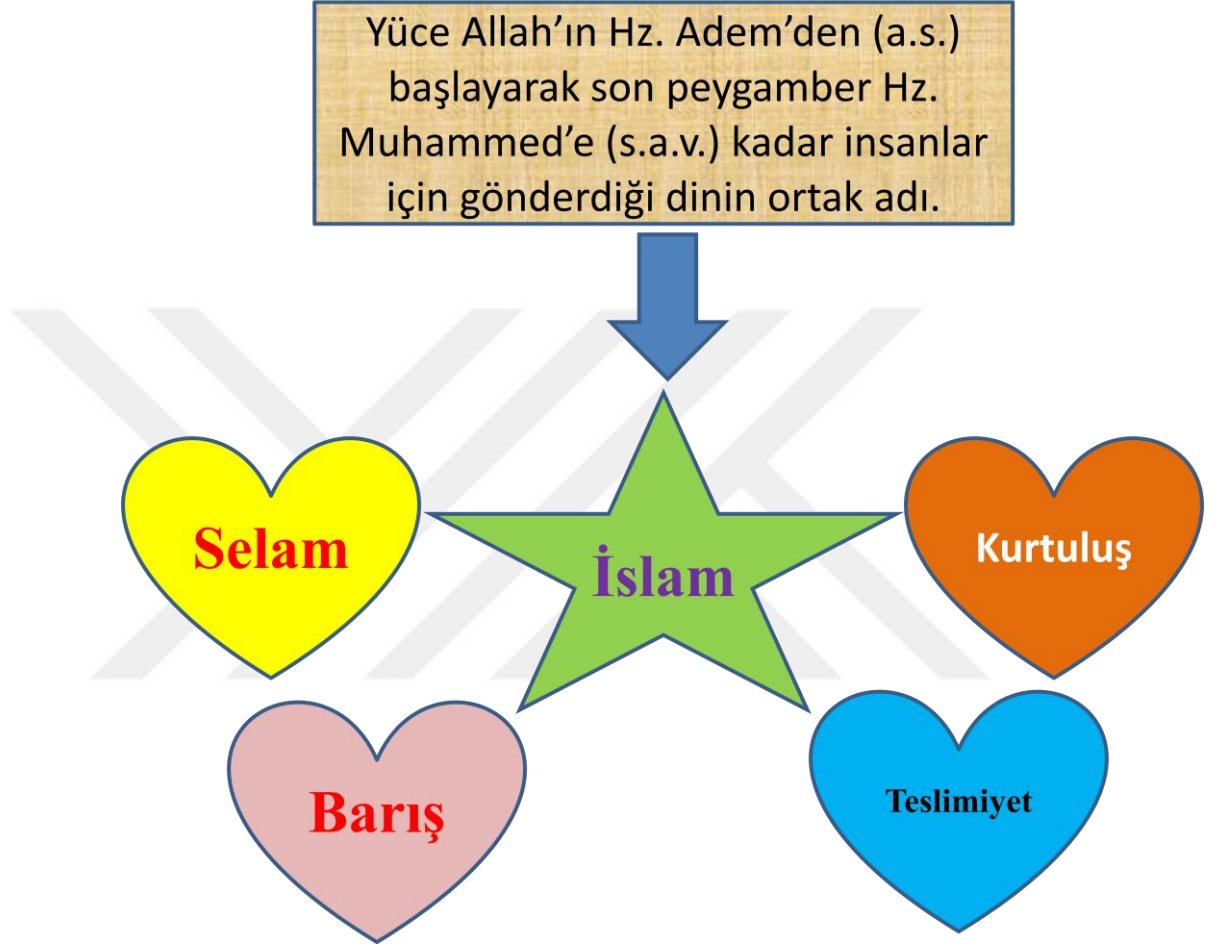 Yüce Allah’ın Hz. Adem’den (a.s.)
başlayarak son peygamber Hz.
Muhammed’e (s.a.v.) kadar insanlar
için gönderdiği dinin ortak adı.
Selam
İslam
Kurtuluş
Barış
Teslimiyet